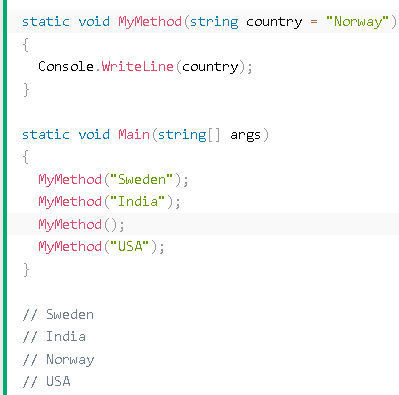 static void MyMethod(string country = "Norway")
{
  Console.WriteLine(country);
}

static void Main(string[] args)
{
  MyMethod("Sweden");
  MyMethod("India");
  MyMethod();
  MyMethod("USA");
}

// Sweden
// India
// Norway
// USA